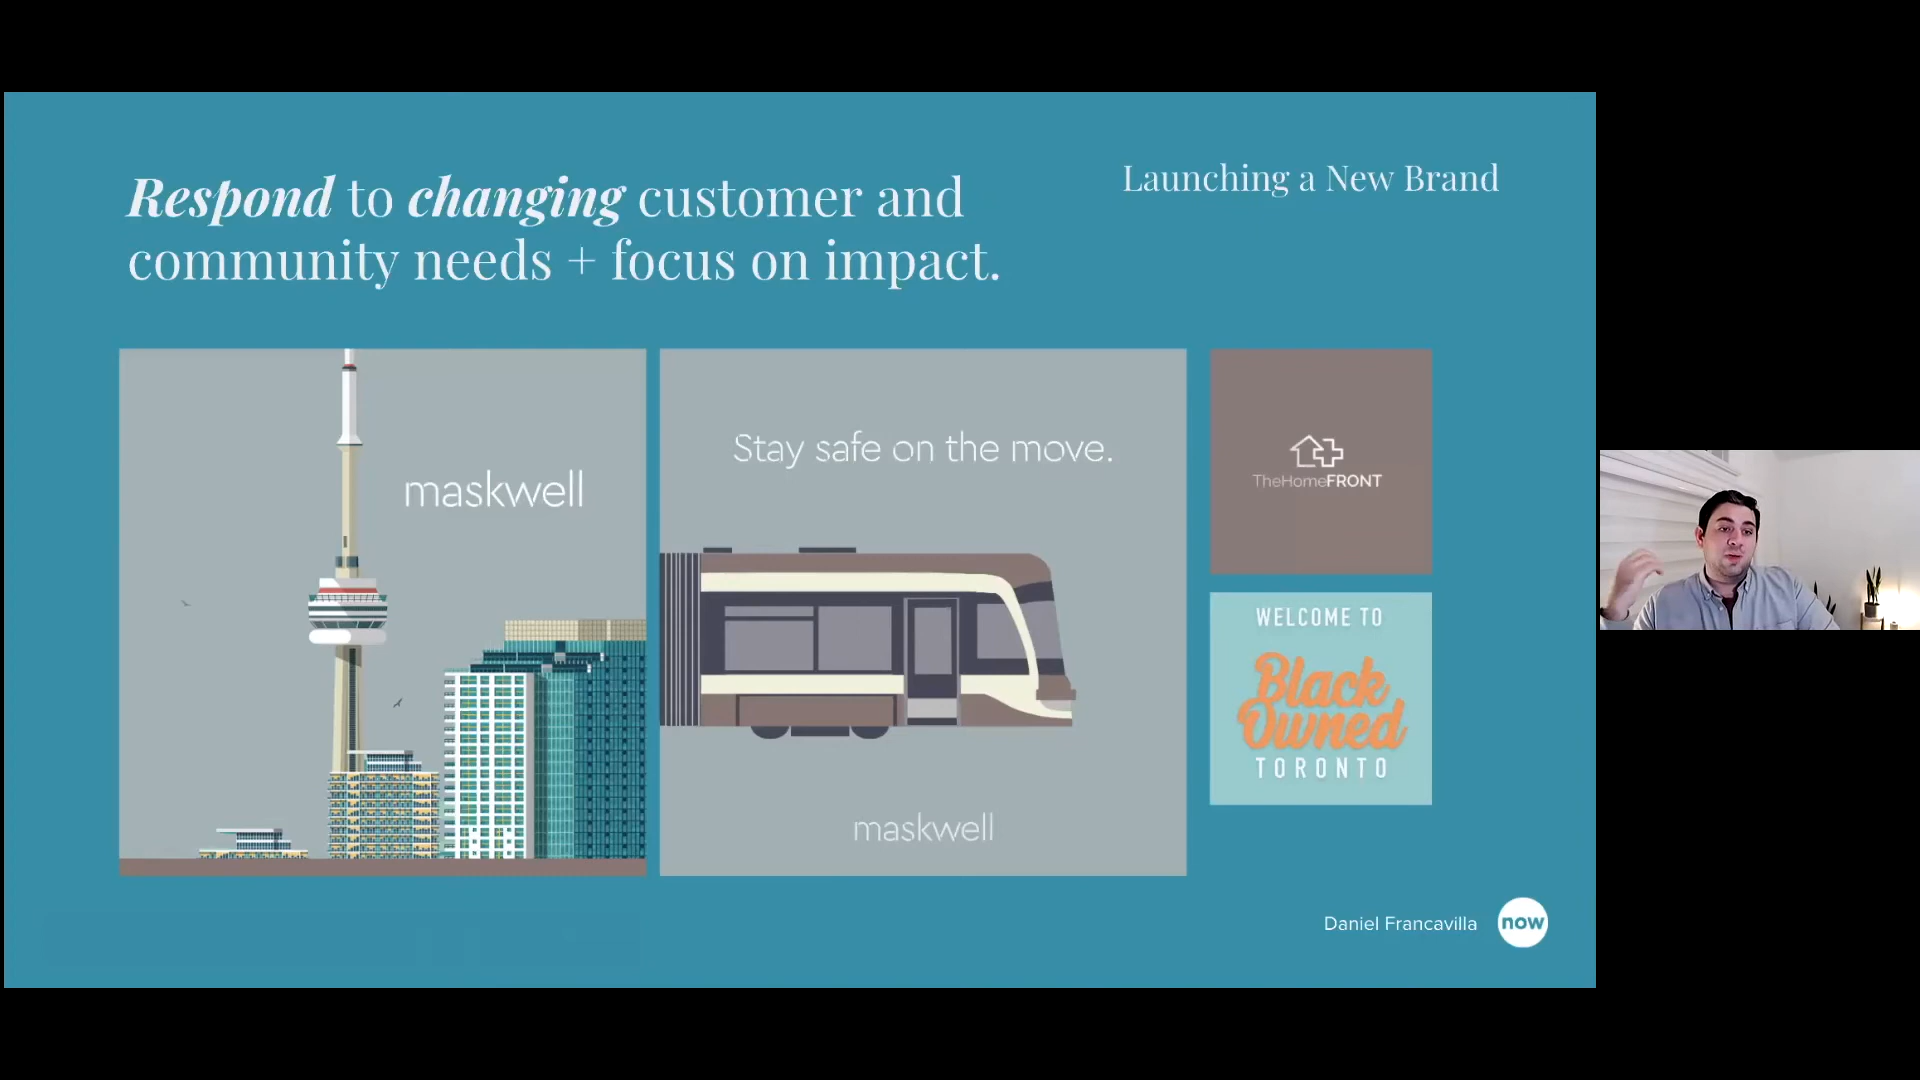 Respond to changing customer and
community needs + focus on impact.
Launching a New Brand
maskwell
Stay safe on the move.
maskwell
TheHomeFRONT
WELCOME TO
Black
Owned
TORONTO
Daniel Francavilla
now